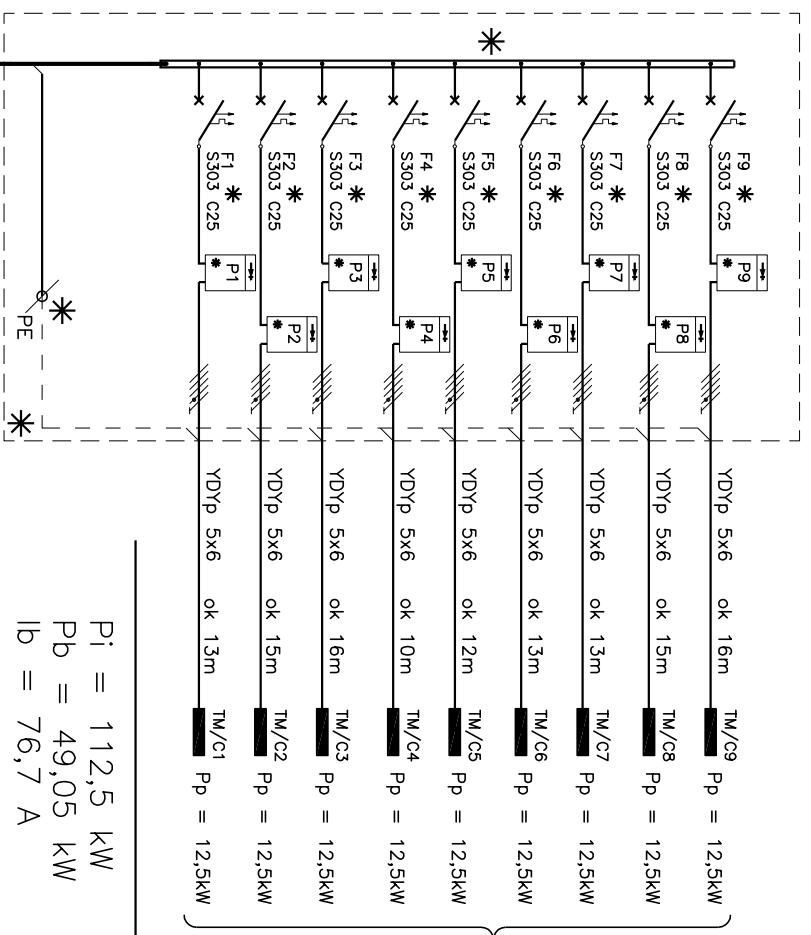 F9
S303 C25
P9
YDYp 5x6 ok 16m
TM/C9
Pp = 12,5kW
F8
S303 C25
P8
YDYp 5x6 ok 15m
TM/C8
Pp = 12,5kW
F7
S303 C25
P7
YDYp 5x6 ok 13m
TM/C7
Pp = 12,5kW
F6
S303 C25
P6
YDYp 5x6 ok 13m
TM/C6
Pp = 12,5kW
F5
S303 C25
P5
YDYp 5x6 ok 12m
TM/C5
Pp = 12,5kW
F4
S303 C25
P4
YDYp 5x6 ok 10m
TM/C4
Pp = 12,5kW
F3
S303 C25
P3
YDYp 5x6 ok 16m
TM/C3
Pp = 12,5kW
F2
S303 C25
P2
YDYp 5x6 ok 15m
TM/C2
Pp = 12,5kW
F1
S303 C25
P1
YDYp 5x6 ok 13m
TM/C1
Pp = 12,5kW
PE
Pi = 112,5 kW
Pb = 49,05 kW
Ib = 76,7 A